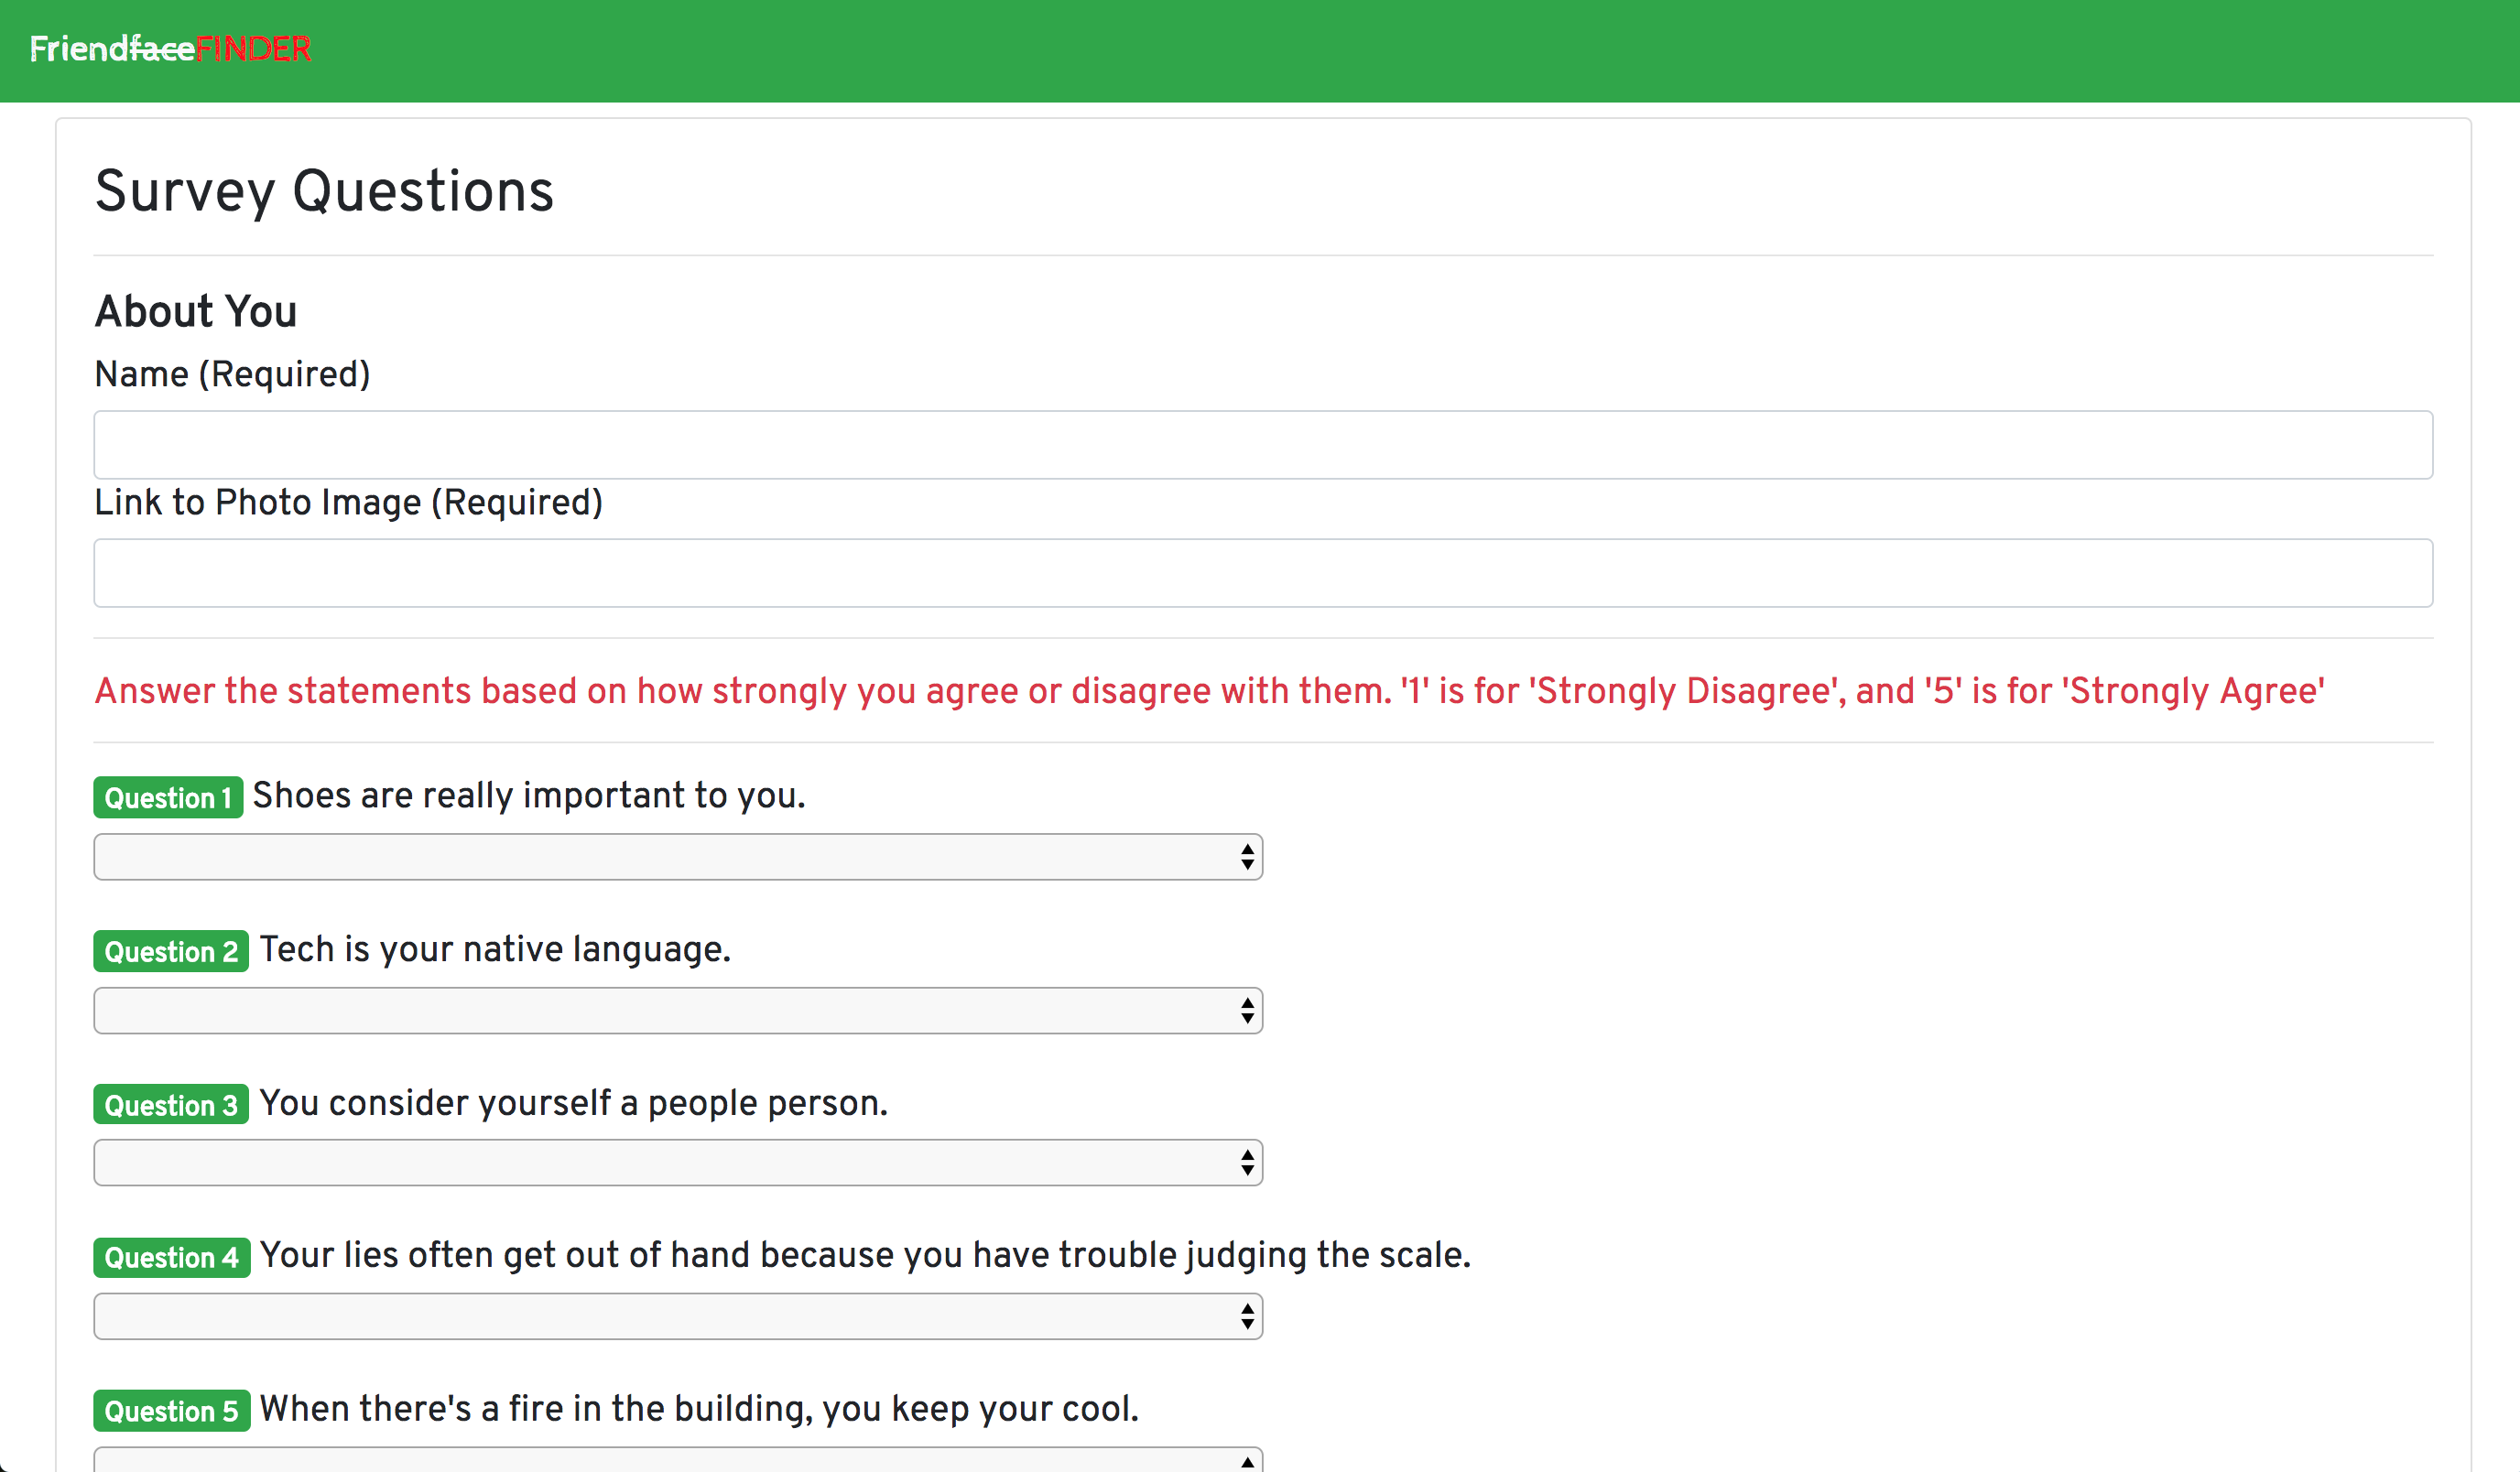 FriendfaceFINDER
Survey Questions
About You
Name (Required)
Link to Photo Image (Required)
Answer the statements based on how strongly you agree or disagree with them. '1' is for 'Strongly Disagree', and '5' is for 'Strongly Agree'
Question 1 Shoes are really important to you.
Question 2 Tech is your native language.
Question 3 You consider yourself a people person.
Question 4 Your lies often get out of hand because you have trouble judging the scale.
Question 5 When there's a fire in the building, you keep your cool.